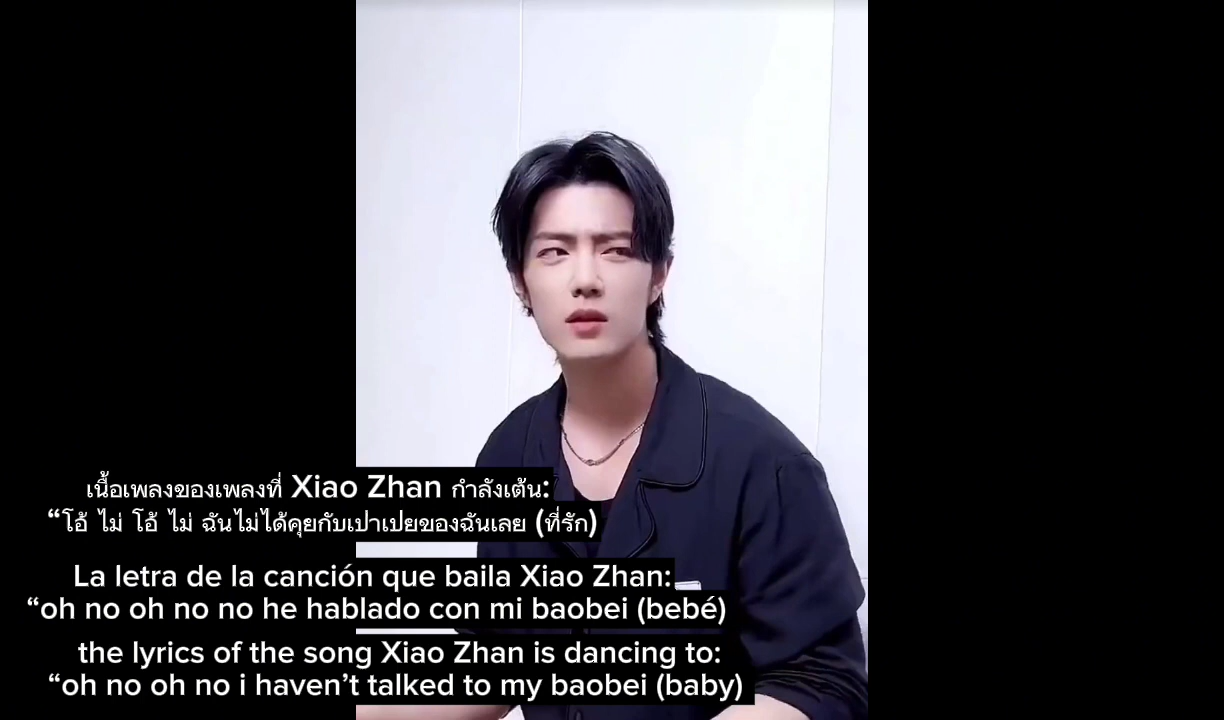 เนื้อเพลงของเพลงที่ Xiao Zhan กำลังเต้น:
“โอ้ ไม่ โอ้ ไม่ ฉันไม่ได้คุยกับเปาเปยของฉันเลย (ที่รัก)
La letra de la canción que baila Xiao Zhan:
“oh no oh no no he hablado con mi baobei (bebé)
the lyrics of the song Xiao Zhan is dancing to:
“oh no oh no i haven’t talked to my baobei (baby)